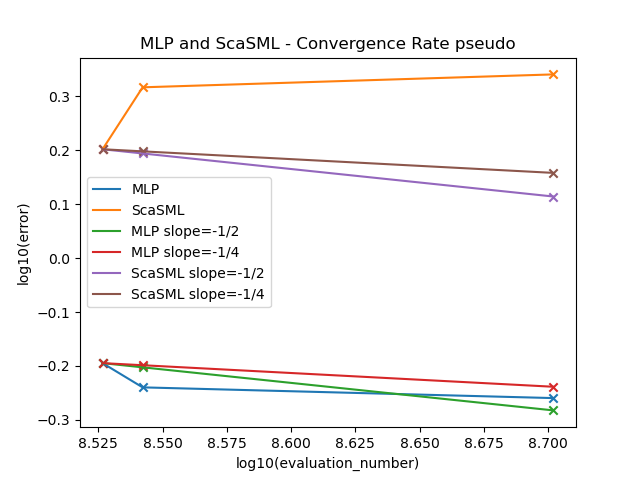 MLP and ScaSML - Convergence Rate pseudo
log10(error)
0.3
0.2
0.1
0.0
−0.1
−0.2
−0.3
MLP
ScaSML
MLP slope=-1/2
MLP slope=-1/4
ScaSML slope=-1/2
ScaSML slope=-1/4
8.525 8.550 8.575 8.600 8.625 8.650 8.675 8.700
log10(evaluation_number)